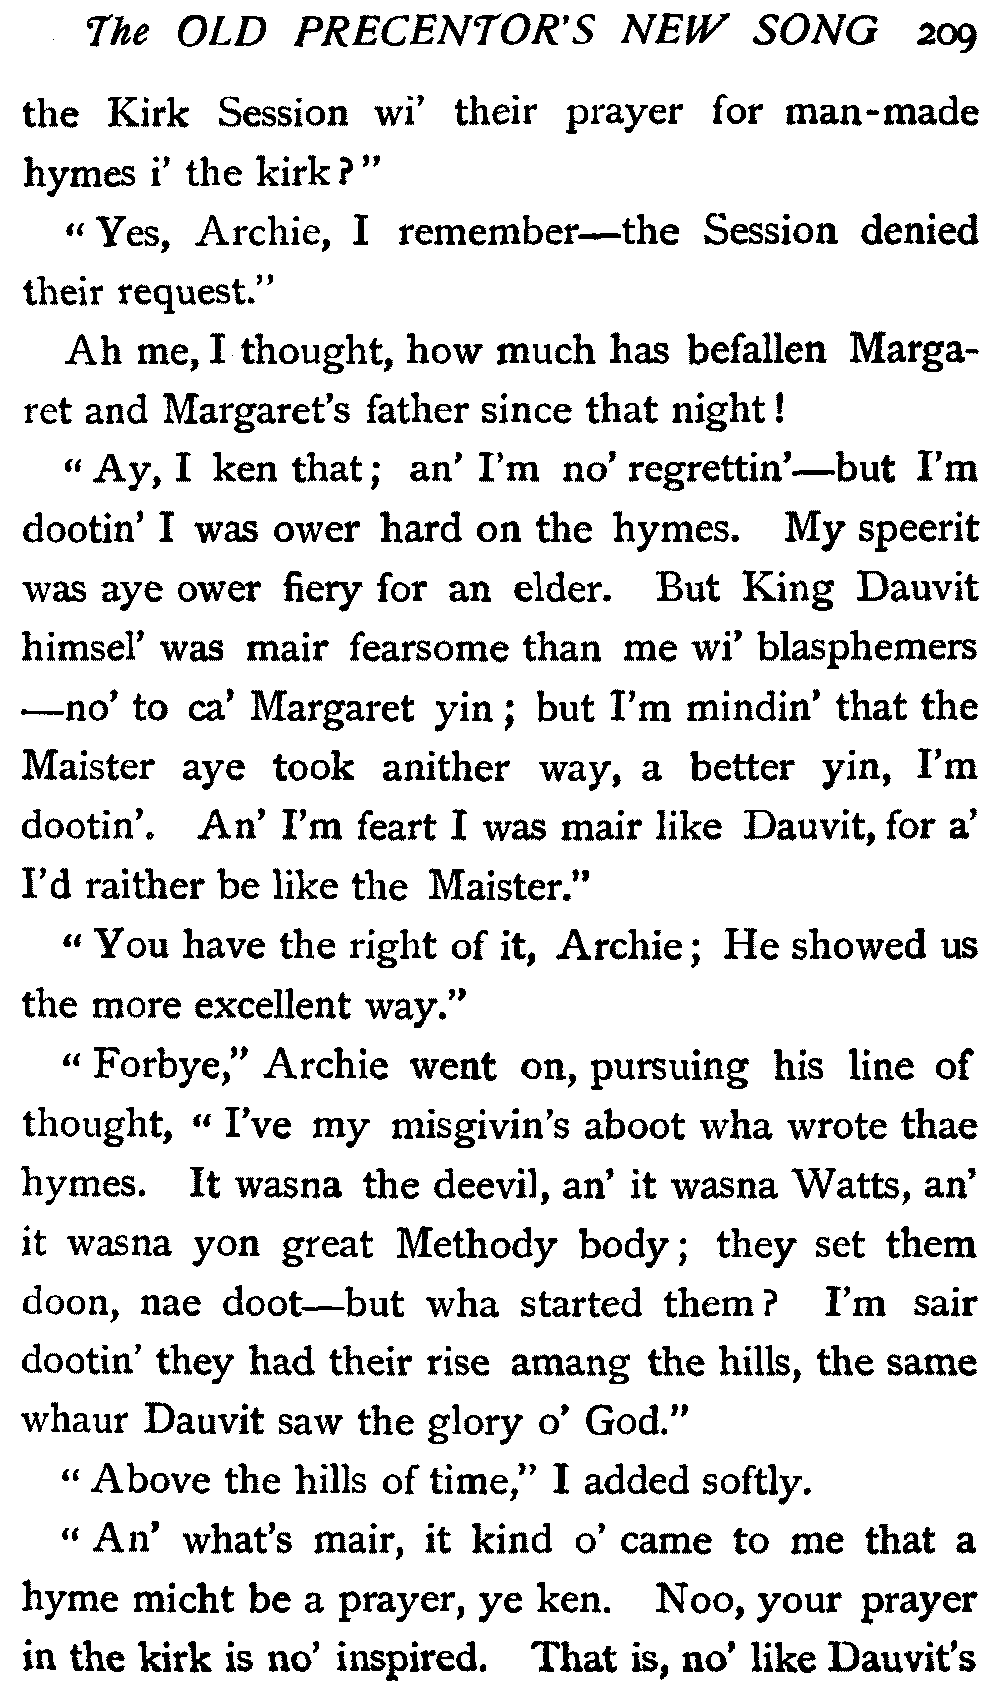 The OLD PRECENTOR'S NEW SONG 209
the Kirk Session wi' their prayer for man-made
hymes i' the kirk?"
"Yes, Archie, I remember—the Session denied
their request."
Ah me, I thought, how much has befallen Marga-
ret and Margaret's father since that night!
"Ay, I ken that; an' I'm no' regrettin'—but I'm
dootin' I was ower hard on the hymes. My speerit
was aye ower fiery for an elder. But King Dauvit
himsel' was mair fearsome than me wi' blasphemers
—no' to ca' Margaret yin; but I'm mindin' that the
Maister aye took anither way, a better yin, I'm
dootin'. An' I'm feart I was mair like Dauvit, for a'
I'd raither be like the Maister."
"You have the right of it, Archie; He showed us
the more excellent way."
"Forbye," Archie went on, pursuing his line of
thought, "I've my misgivin's aboot wha wrote thae
hymes. It wasna the deevil, an' it wasna Watts, an'
it wasna yon great Methody body; they set them
doon, nae doot—but wha started them? I'm sair
dootin' they had their rise amang the hills, the same
whaur Dauvit saw the glory o' God."
"Above the hills of time," I added softly.
"An' what's mair, it kind o' came to me that a
hyme micht be a prayer, ye ken. Noo, your prayer
in the kirk is no' inspired. That is, no' like Dauvit's